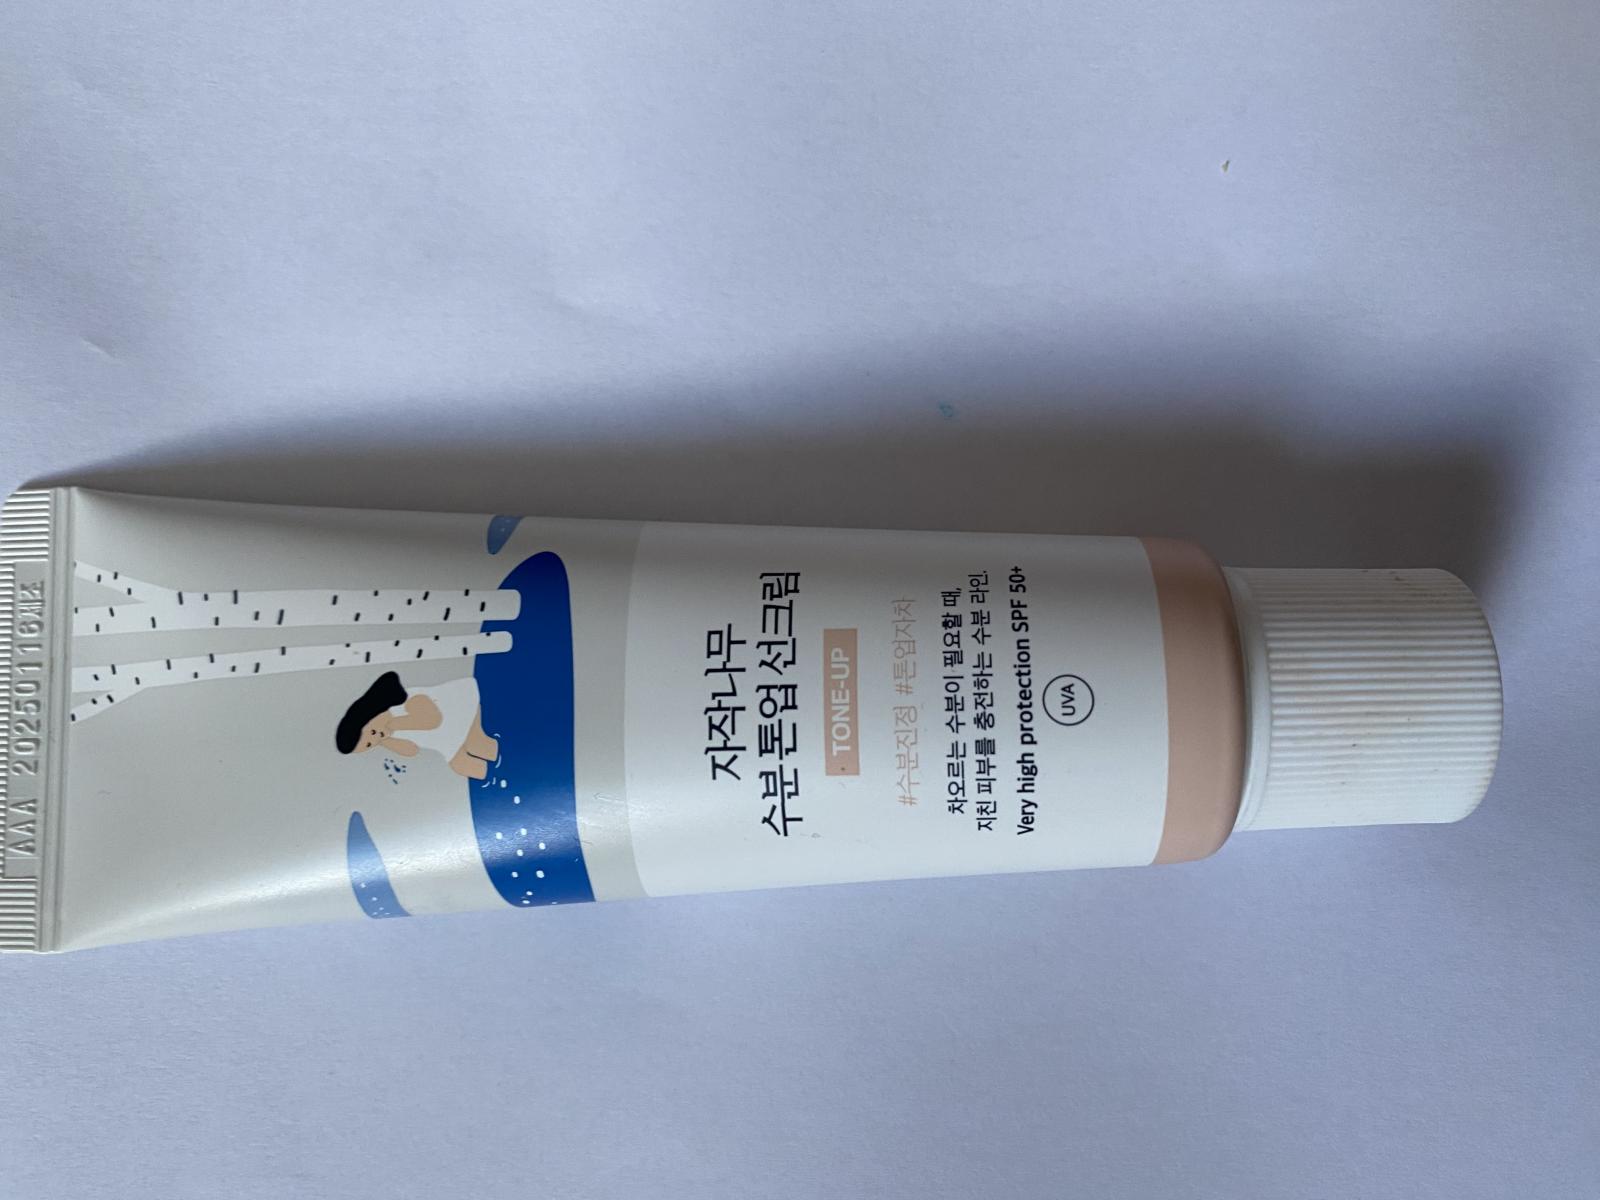 자작나무
수분 톤업 선크림
TONE-UP
#수분진정 #톤업자차
차오르는 수분이 필요할 때,
지친 피부를 충전하는 수분 라인.
Very high protection SPF 50+
UVA
AAA 20250116제조